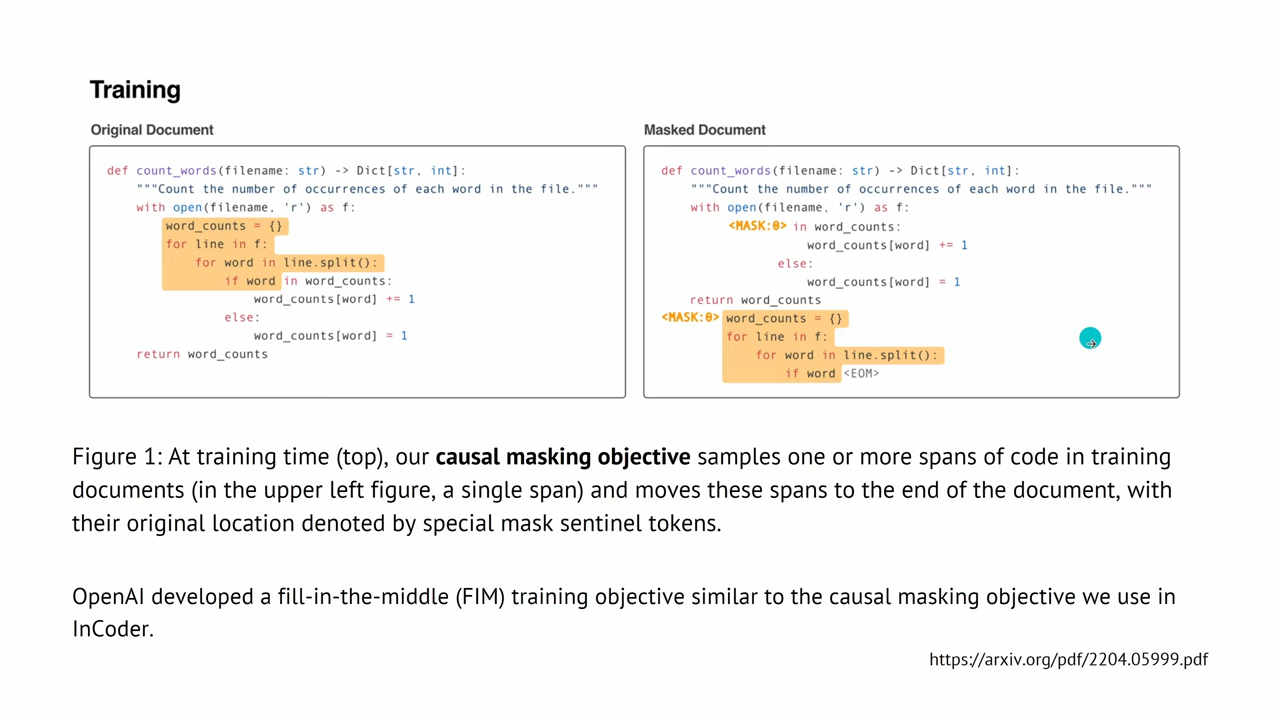 Training
Original Document
def count_words(filename: str) -> Dict[str, int]:
"""Count the number of occurrences of each word in the file."""
with open(filename, 'r') as f:
word_counts = {}
for line in f:
for word in line.split():
if word in word_counts:
word_counts[word] += 1
else:
word_counts[word] = 1
return word_counts
Masked Document
def count_words(filename: str) -> Dict[str, int]:
"""Count the number of occurrences of each word in the file."""
with open(filename, 'r') as f:
<MASK:0> in word_counts:
word_counts[word] += 1
else:
word_counts[word] = 1
return word_counts
<MASK:0> word_counts = {}
for line in f:
for word in line.split():
if word <EOM>
Figure 1: At training time (top), our causal masking objective samples one or more spans of code in training
documents (in the upper left figure, a single span) and moves these spans to the end of the document, with
their original location denoted by special mask sentinel tokens.
OpenAI developed a fill-in-the-middle (FIM) training objective similar to the causal masking objective we use in
InCoder.
https://arxiv.org/pdf/2204.05999.pdf